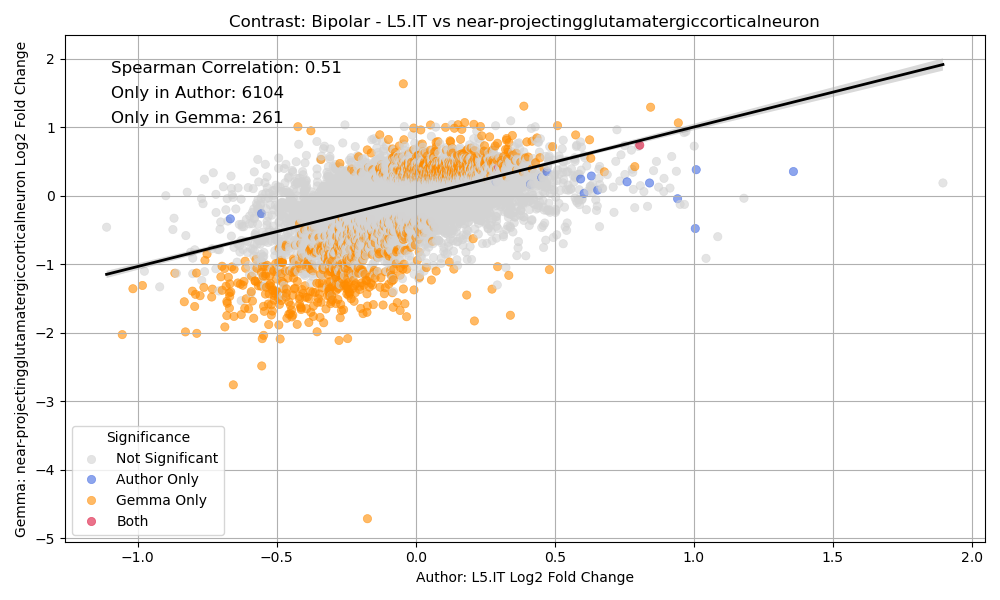 Contrast: Bipolar - L5.IT vs near-projectingglutamatergiccorticalneuron
Spearman Correlation: 0.51
Only in Author: 6104
Only in Gemma: 261
Gemma: near-projectingglutamatergiccorticalneuron Log2 Fold Change
2
1
0
−1
−2
−3
−4
−5
Significance
Not Significant
Author Only
Gemma Only
Both
−1.0 −0.5 0.0 0.5 1.0 1.5 2.0
Author: L5.IT Log2 Fold Change